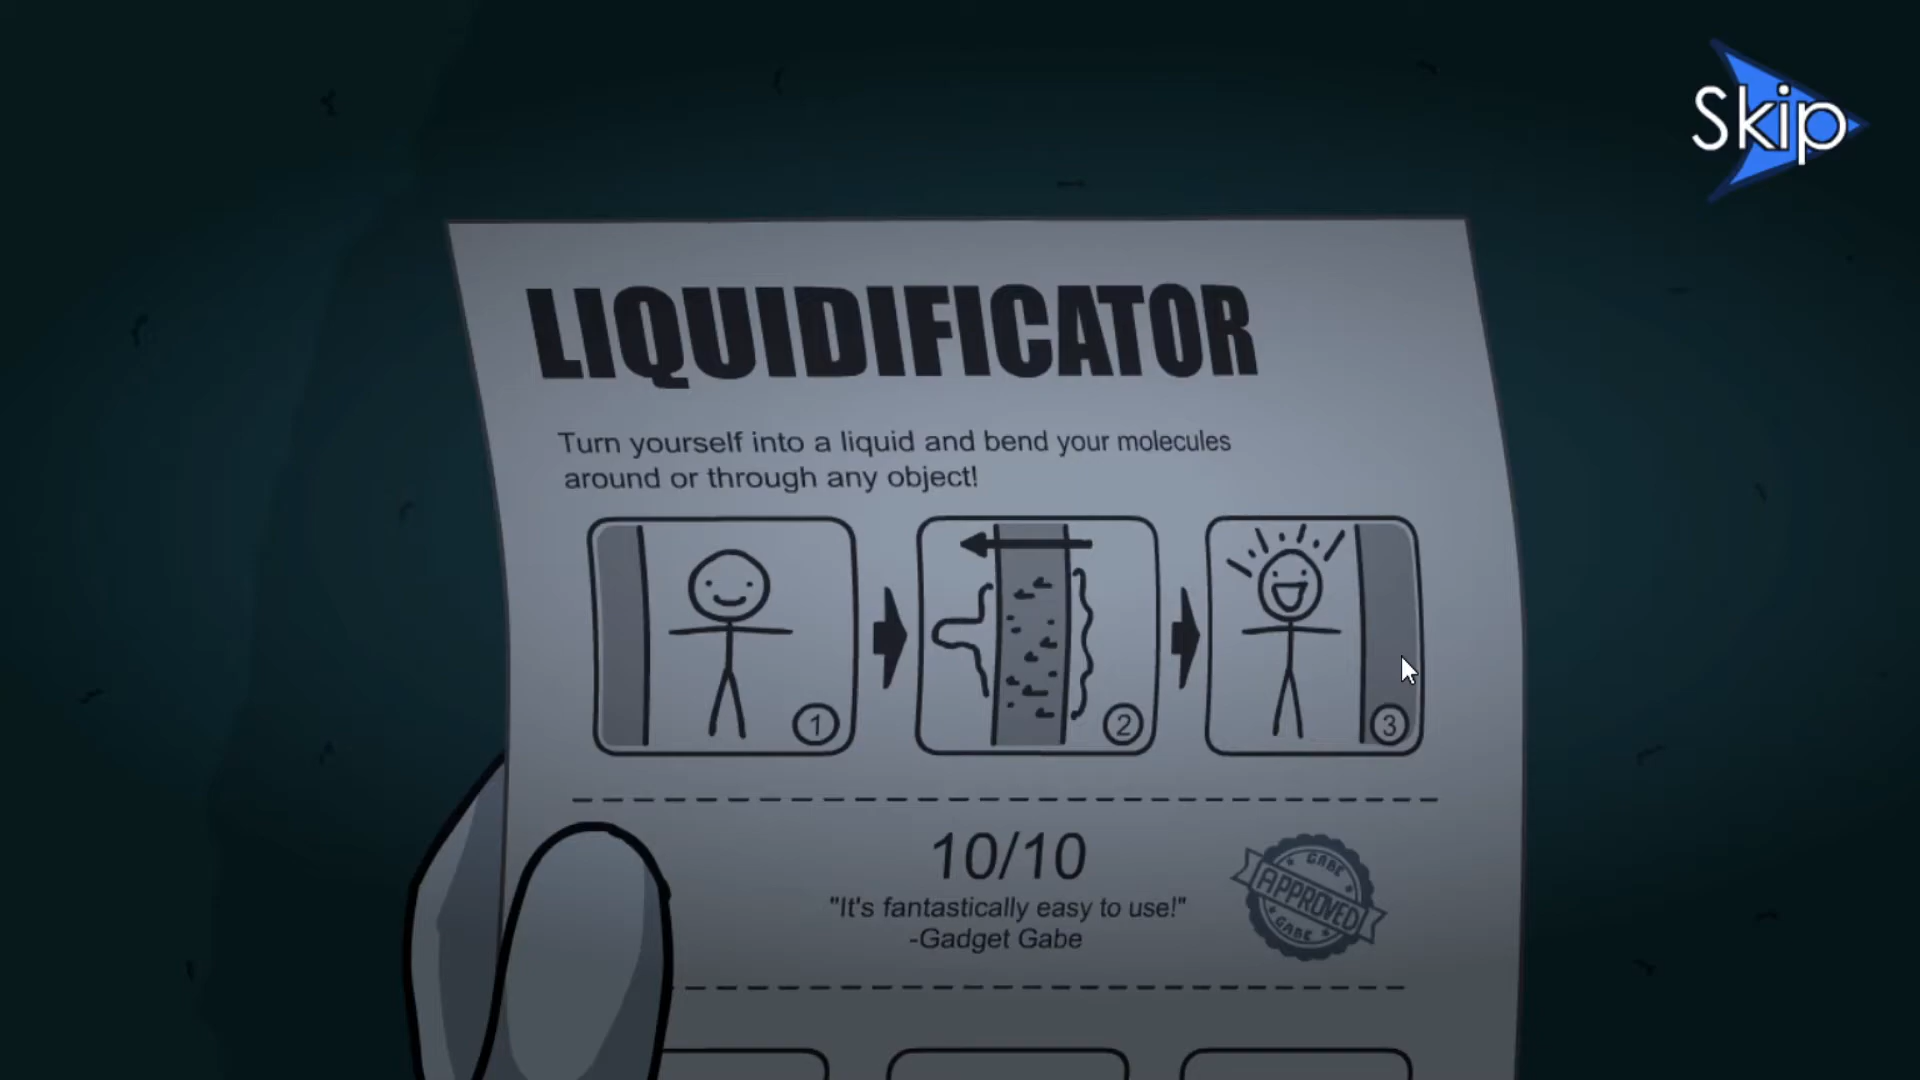 Skip
LIQUIDIFICATOR
Turn yourself into a liquid and bend your molecules
around or through any object!
1
2
3
10/10
"It's fantastically easy to use!"
-Gadget Gabe
GABE
APPROVED
GABE